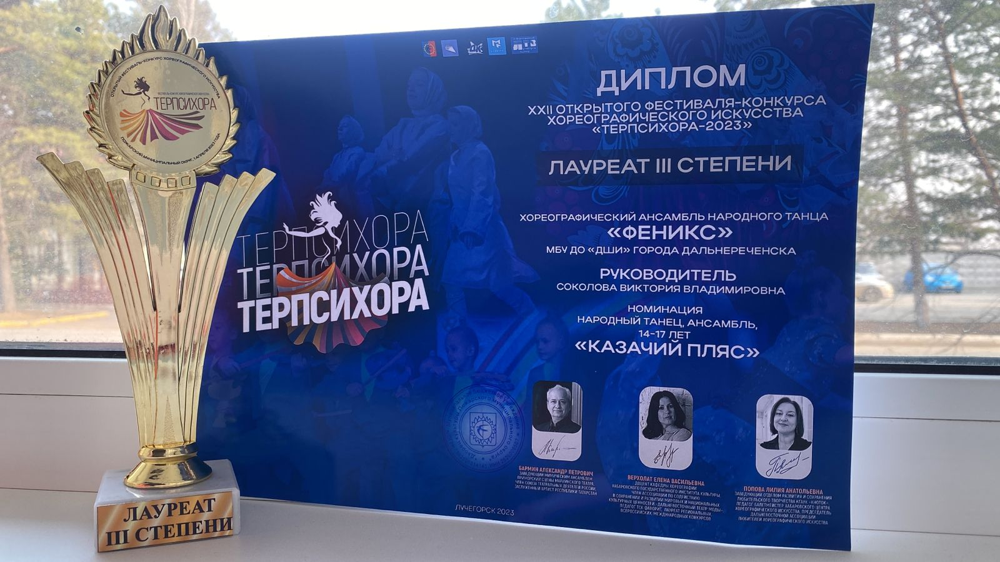 ОТКРЫТЫЙ ФЕСТИВАЛЬ-КОНКУРС ХОРЕОГРАФИЧЕСКОГО ИСКУССТВА
ТЕРПСИХОРА
ПОЖАРСКИЙ МУНИЦИПАЛЬНЫЙ ОКРУГ, 1 АПРЕЛЯ 2023 ГОДА
ЛАУРЕАТ
III СТЕПЕНИ
ТЕРПСИХОРА
ТЕРПСИХОРА
ТЕРПСИХОРА
ДИПЛОМ
XXII ОТКРЫТОГО ФЕСТИВАЛЯ-КОНКУРСА
ХОРЕОГРАФИЧЕСКОГО ИСКУССТВА
«ТЕРПСИХОРА-2023»
ЛАУРЕАТ III СТЕПЕНИ
ХОРЕОГРАФИЧЕСКИЙ АНСАМБЛЬ НАРОДНОГО ТАНЦА
«ФЕНИКС»
МБУ ДО «ДШИ» ГОРОДА ДАЛЬНЕРЕЧЕНСКА
РУКОВОДИТЕЛЬ
СОКОЛОВА ВИКТОРИЯ ВЛАДИМИРОВНА
НОМИНАЦИЯ
НАРОДНЫЙ ТАНЕЦ, АНСАМБЛЬ,
14-17 ЛЕТ
«КАЗАЧИЙ ПЛЯС»
БАРМИН АЛЕКСАНДР ПЕТРОВИЧ
ЗАВЕДУЮЩИЙ МИМИЧЕСКИМ АНСАМБЛЕМ
ПРИМОРСКОЙ СЦЕНЫ МАРИИНСКОГО ТЕАТРА,
ЧЛЕН СОЮЗА ТЕАТРАЛЬНЫХ ДЕЯТЕЛЕЙ РОССИИ,
ЗАСЛУЖЕННЫЙ АРТИСТ РЕСПУБЛИКИ ТАТАРСТАН
ВЕРХОЛАТ ЕЛЕНА ВАСИЛЬЕВНА
ДОЦЕНТ КАФЕДРЫ ХОРЕОГРАФИИ
ХАБАРОВСКОГО ГОСУДАРСТВЕННОГО ИНСТИТУТА КУЛЬТУРЫ
ЧЛЕН АССОЦИАЦИИ ПО СОДЕЙСТВИЮ
В СОХРАНЕНИИ И РАЗВИТИИ МИРОВЫХ И НАЦИОНАЛЬНЫХ
КУЛЬТУРНЫХ ЦЕННОСТЕЙ «ДАЛЬНЕВОСТОЧНЫЙ ТЕАТР МОДЫ»,
ПЕДАГОГ ТСК ФАВОРИТ, ЛАУРЕАТ РЕГИОНАЛЬНЫХ,
ВСЕРОССИЙСКИХ, МЕЖДУНАРОДНЫХ КОНКУРСОВ
ПОПОВА ЛИЛИЯ АНАТОЛЬЕВНА
ЗАВЕДУЮЩИЙ ОТДЕЛОМ РАЗВИТИЯ И СОХРАНЕНИЯ
ЛЮБИТЕЛЬСКОГО ТВОРЧЕСТВА КГАУК «КНОТОК»,
ПЕДАГОГ БАЛЕТМЕЙСТЕР ХАБАРОВСКОГО ЦЕНТРА
ХОРЕОГРАФИЧЕСКОГО ИСКУССТВА, ПРЕДСЕДАТЕЛЬ
ДАЛЬНЕВОСТОЧНОЙ АССОЦИАЦИИ
ЛЮБИТЕЛЕЙ ХОРЕОГРАФИЧЕСКОГО ИСКУССТВА
ЛУЧЕГОРСК 2023